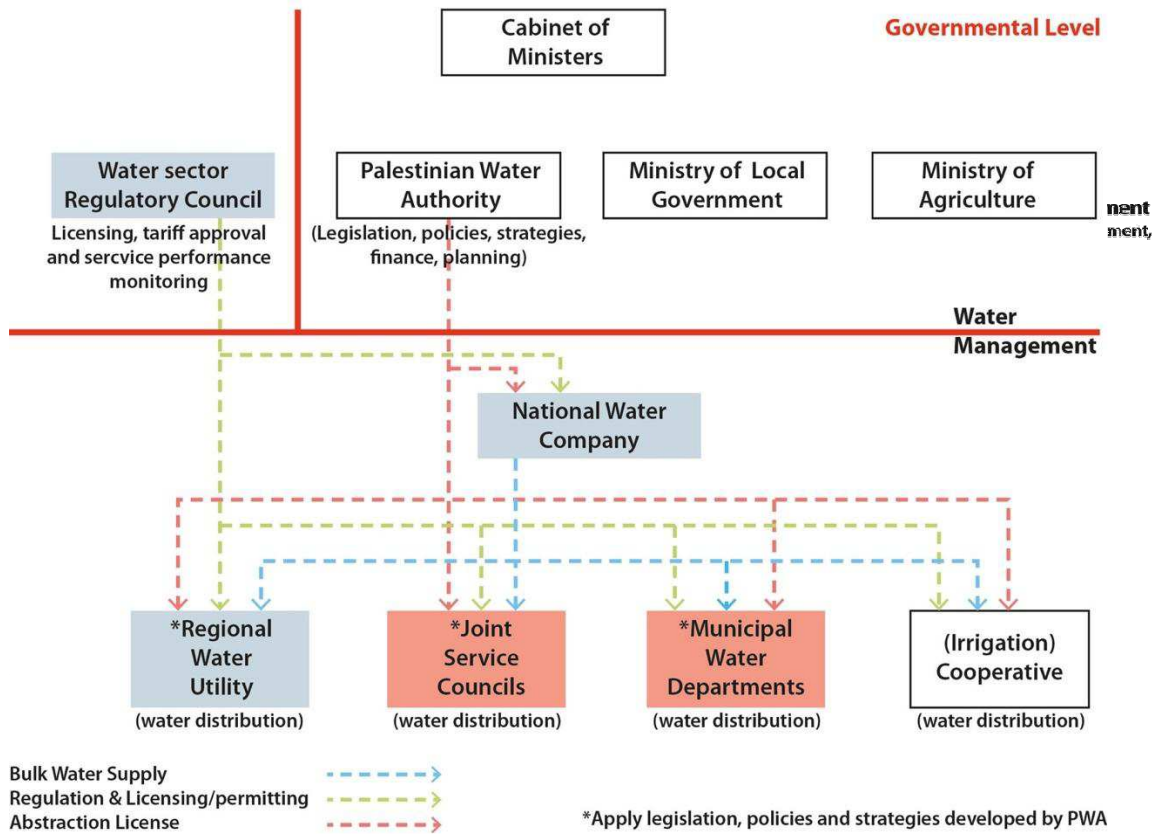 Cabinet of
Ministers
Governmental Level
Water sector
Regulatory Council
Licensing, tariff approval
and sercvice performance
monitoring
Palestinian Water
Authority
(Legislation, policies, strategies,
finance, planning)
Ministry of Local
Government
Ministry of
Agriculture
nent
ment,
Water
Management
National Water
Company
*Regional
Water
Utility
(water distribution)
*Joint
Service
Councils
(water distribution)
*Municipal
Water
Departments
(water distribution)
(Irrigation)
Cooperative
(water distribution)
Bulk Water Supply
Regulation & Licensing/permitting
Abstraction License
*Apply legislation, policies and strategies developed by PWA